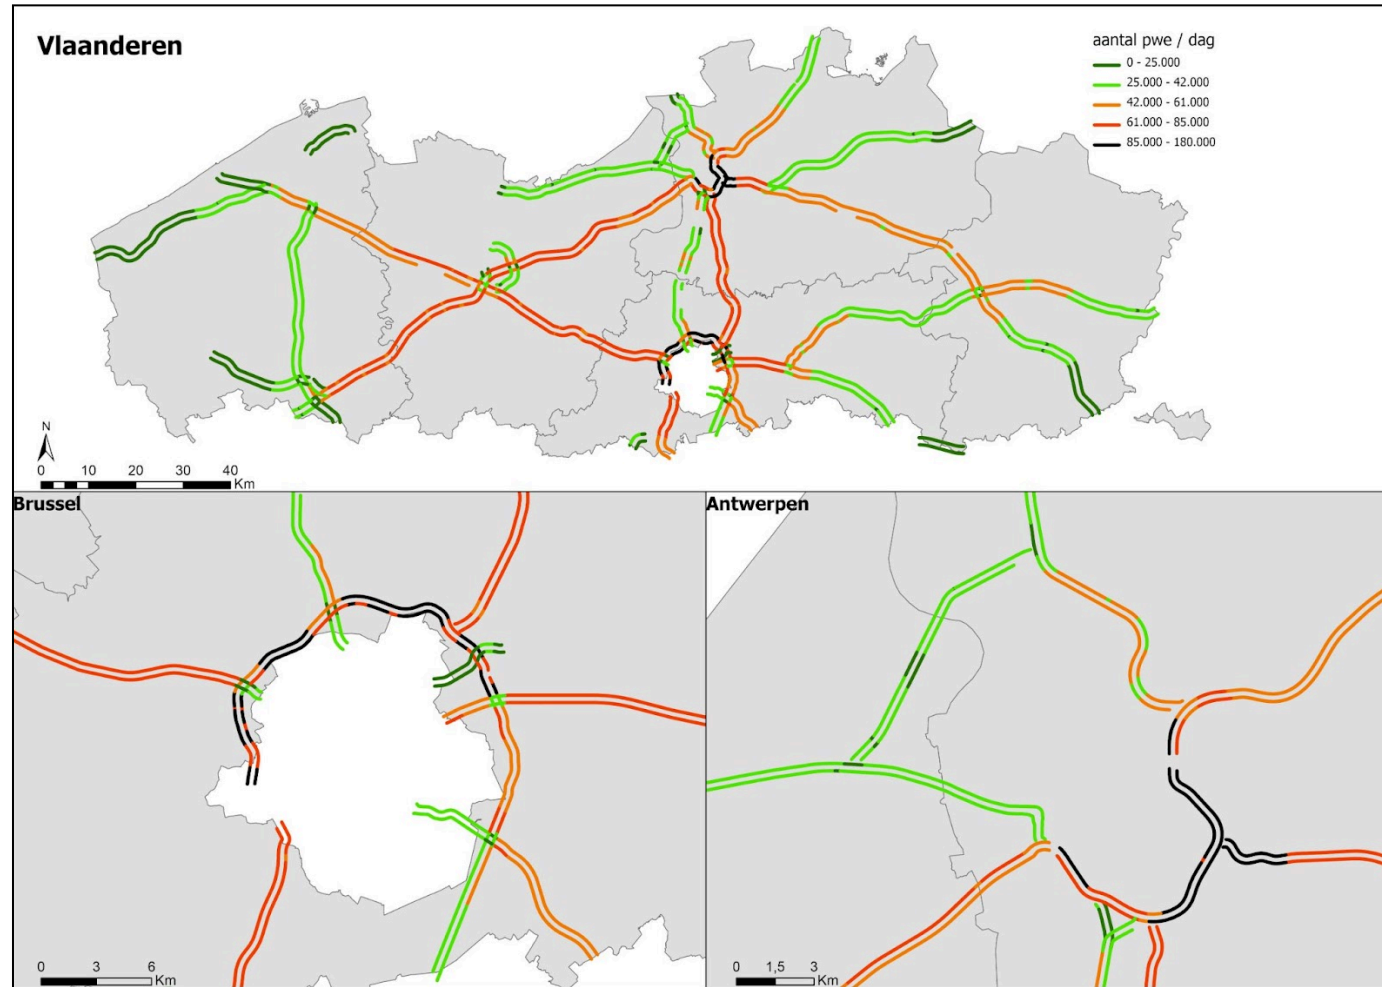 Vlaanderen
aantal pwe / dag
0 - 25.000
25.000 - 42.000
42.000 - 61.000
61.000 - 85.000
85.000 - 180.000
N
0 10 20 30 40
Km
Brussel
Antwerpen
0 3 6
Km
0 1,5 3
Km